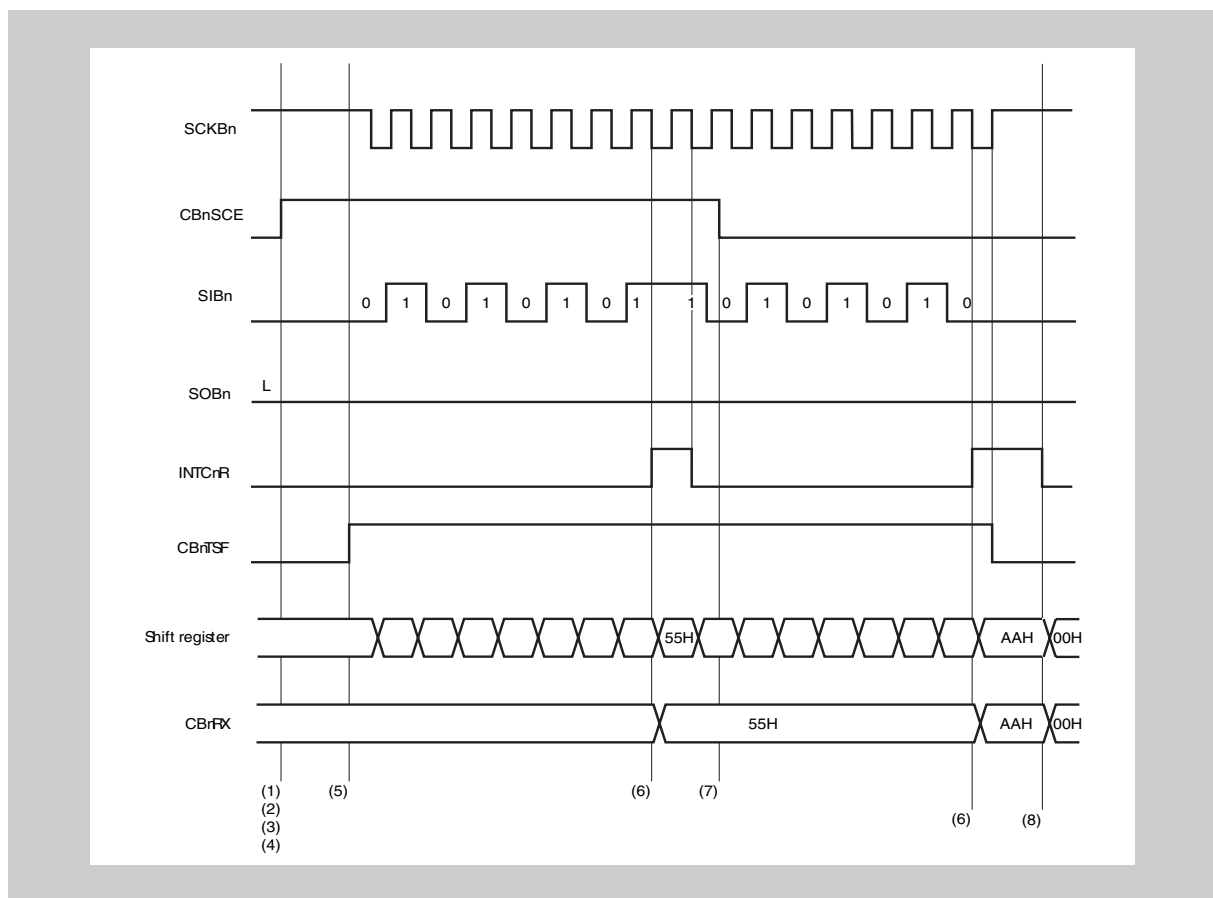 SCKBn
CBnSCE
SIBn
0 1 0 1 0 1 0 1 1 0 1 0 1 0 1 0
SOBn
L
INTCnR
CBnTSF
Shift register
55H
AAH
00H
CBnRX
55H
AAH
00H
(1)
(2)
(3)
(4)
(5)
(6)
(7)
(6)
(8)